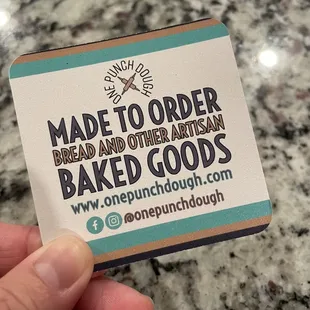 ONE PUNCH DOUGH
MADE TO ORDER
BREAD AND OTHER ARTISAN
BAKED GOODS
www.onepunchdough.com
@onepunchdough